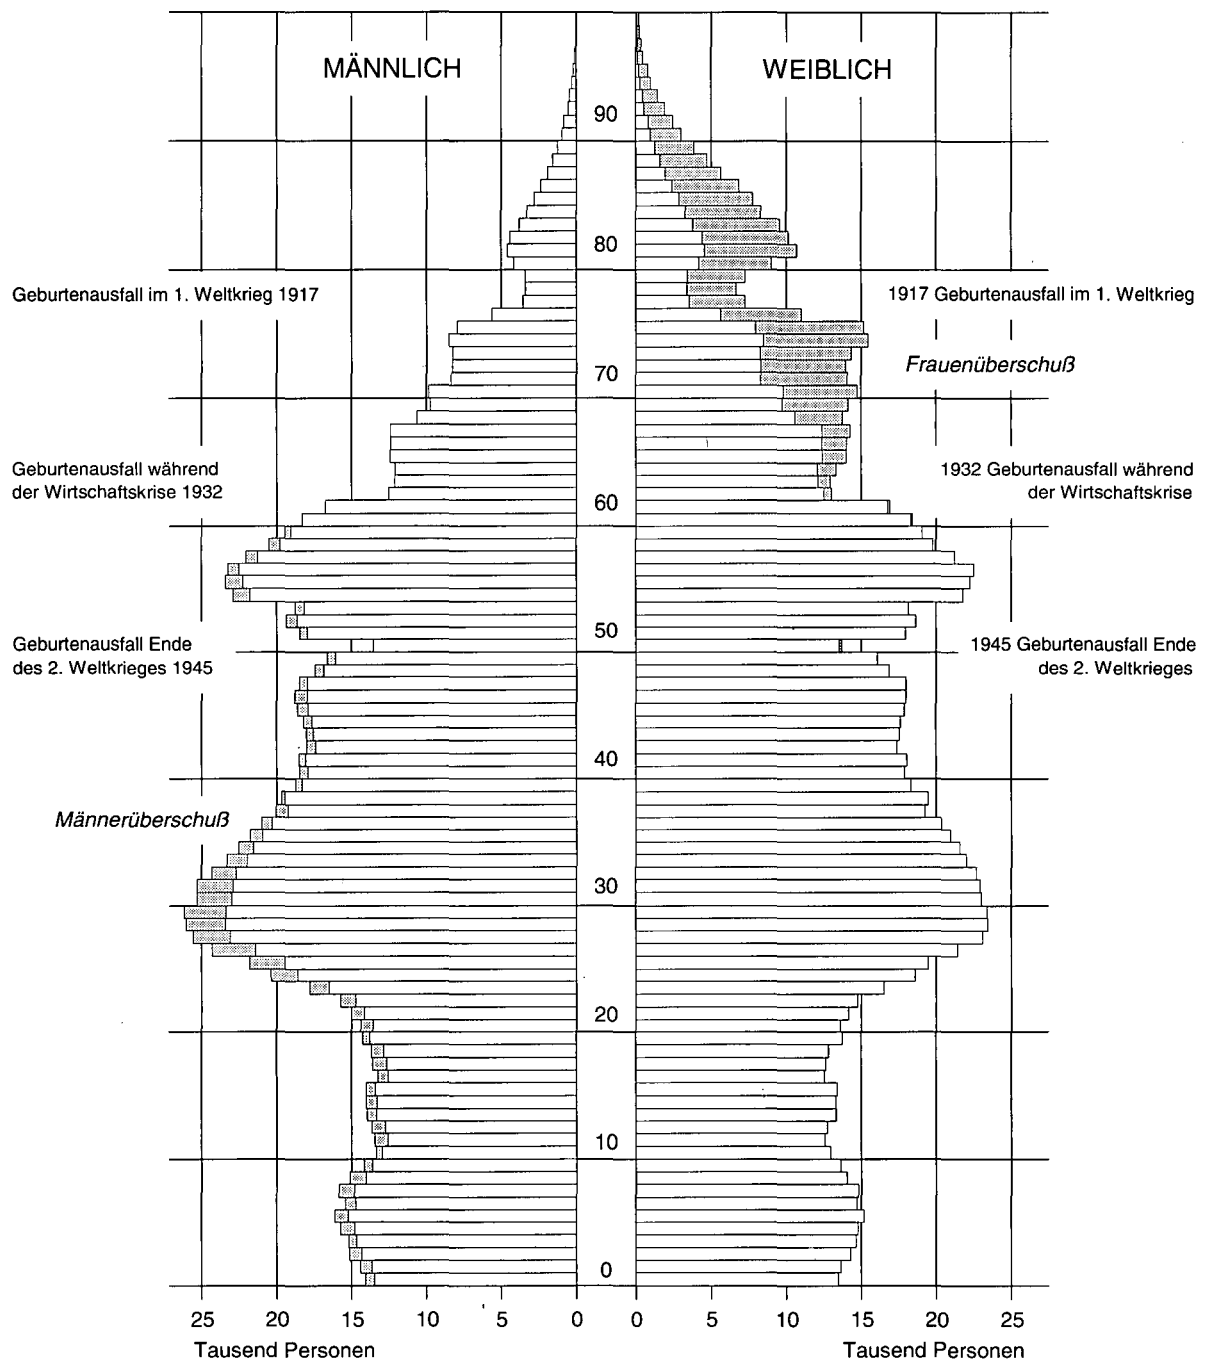 MÄNNLICH
WEIBLICH
90
80
Geburtenausfall im 1. Weltkrieg 1917
1917 Geburtenausfall im 1. Weltkrieg
Frauenüberschuß
70
Geburtenausfall während
der Wirtschaftskrise 1932
1932 Geburtenausfall während
der Wirtschaftskrise
60
50
Geburtenausfall Ende
des 2. Weltkrieges 1945
1945 Geburtenausfall Ende
des 2. Weltkrieges
40
Männerüberschuß
30
20
10
0
25 20 15 10 5 0 0 5 10 15 20 25
Tausend Personen
Tausend Personen